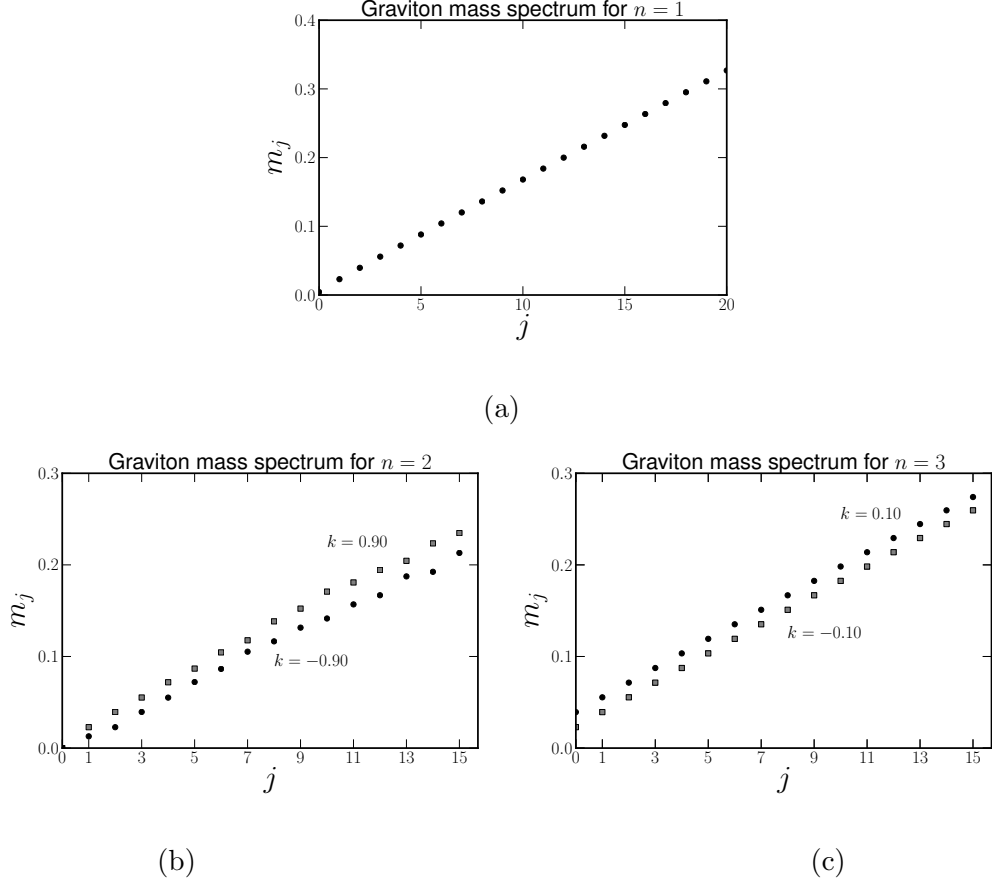 Graviton mass spectrum for n = 1
0.4
0.3
0.2
0.1
0.0
m_j
0 5 10 15 20
j
(a)
Graviton mass spectrum for n = 2
0.3
0.2
0.1
0.0
m_j
k = 0.90
k = −0.90
0 1 3 5 7 9 11 13 15
j
(b)
Graviton mass spectrum for n = 3
0.3
0.2
0.1
0.0
m_j
k = 0.10
k = −0.10
0 1 3 5 7 9 11 13 15
j
(c)